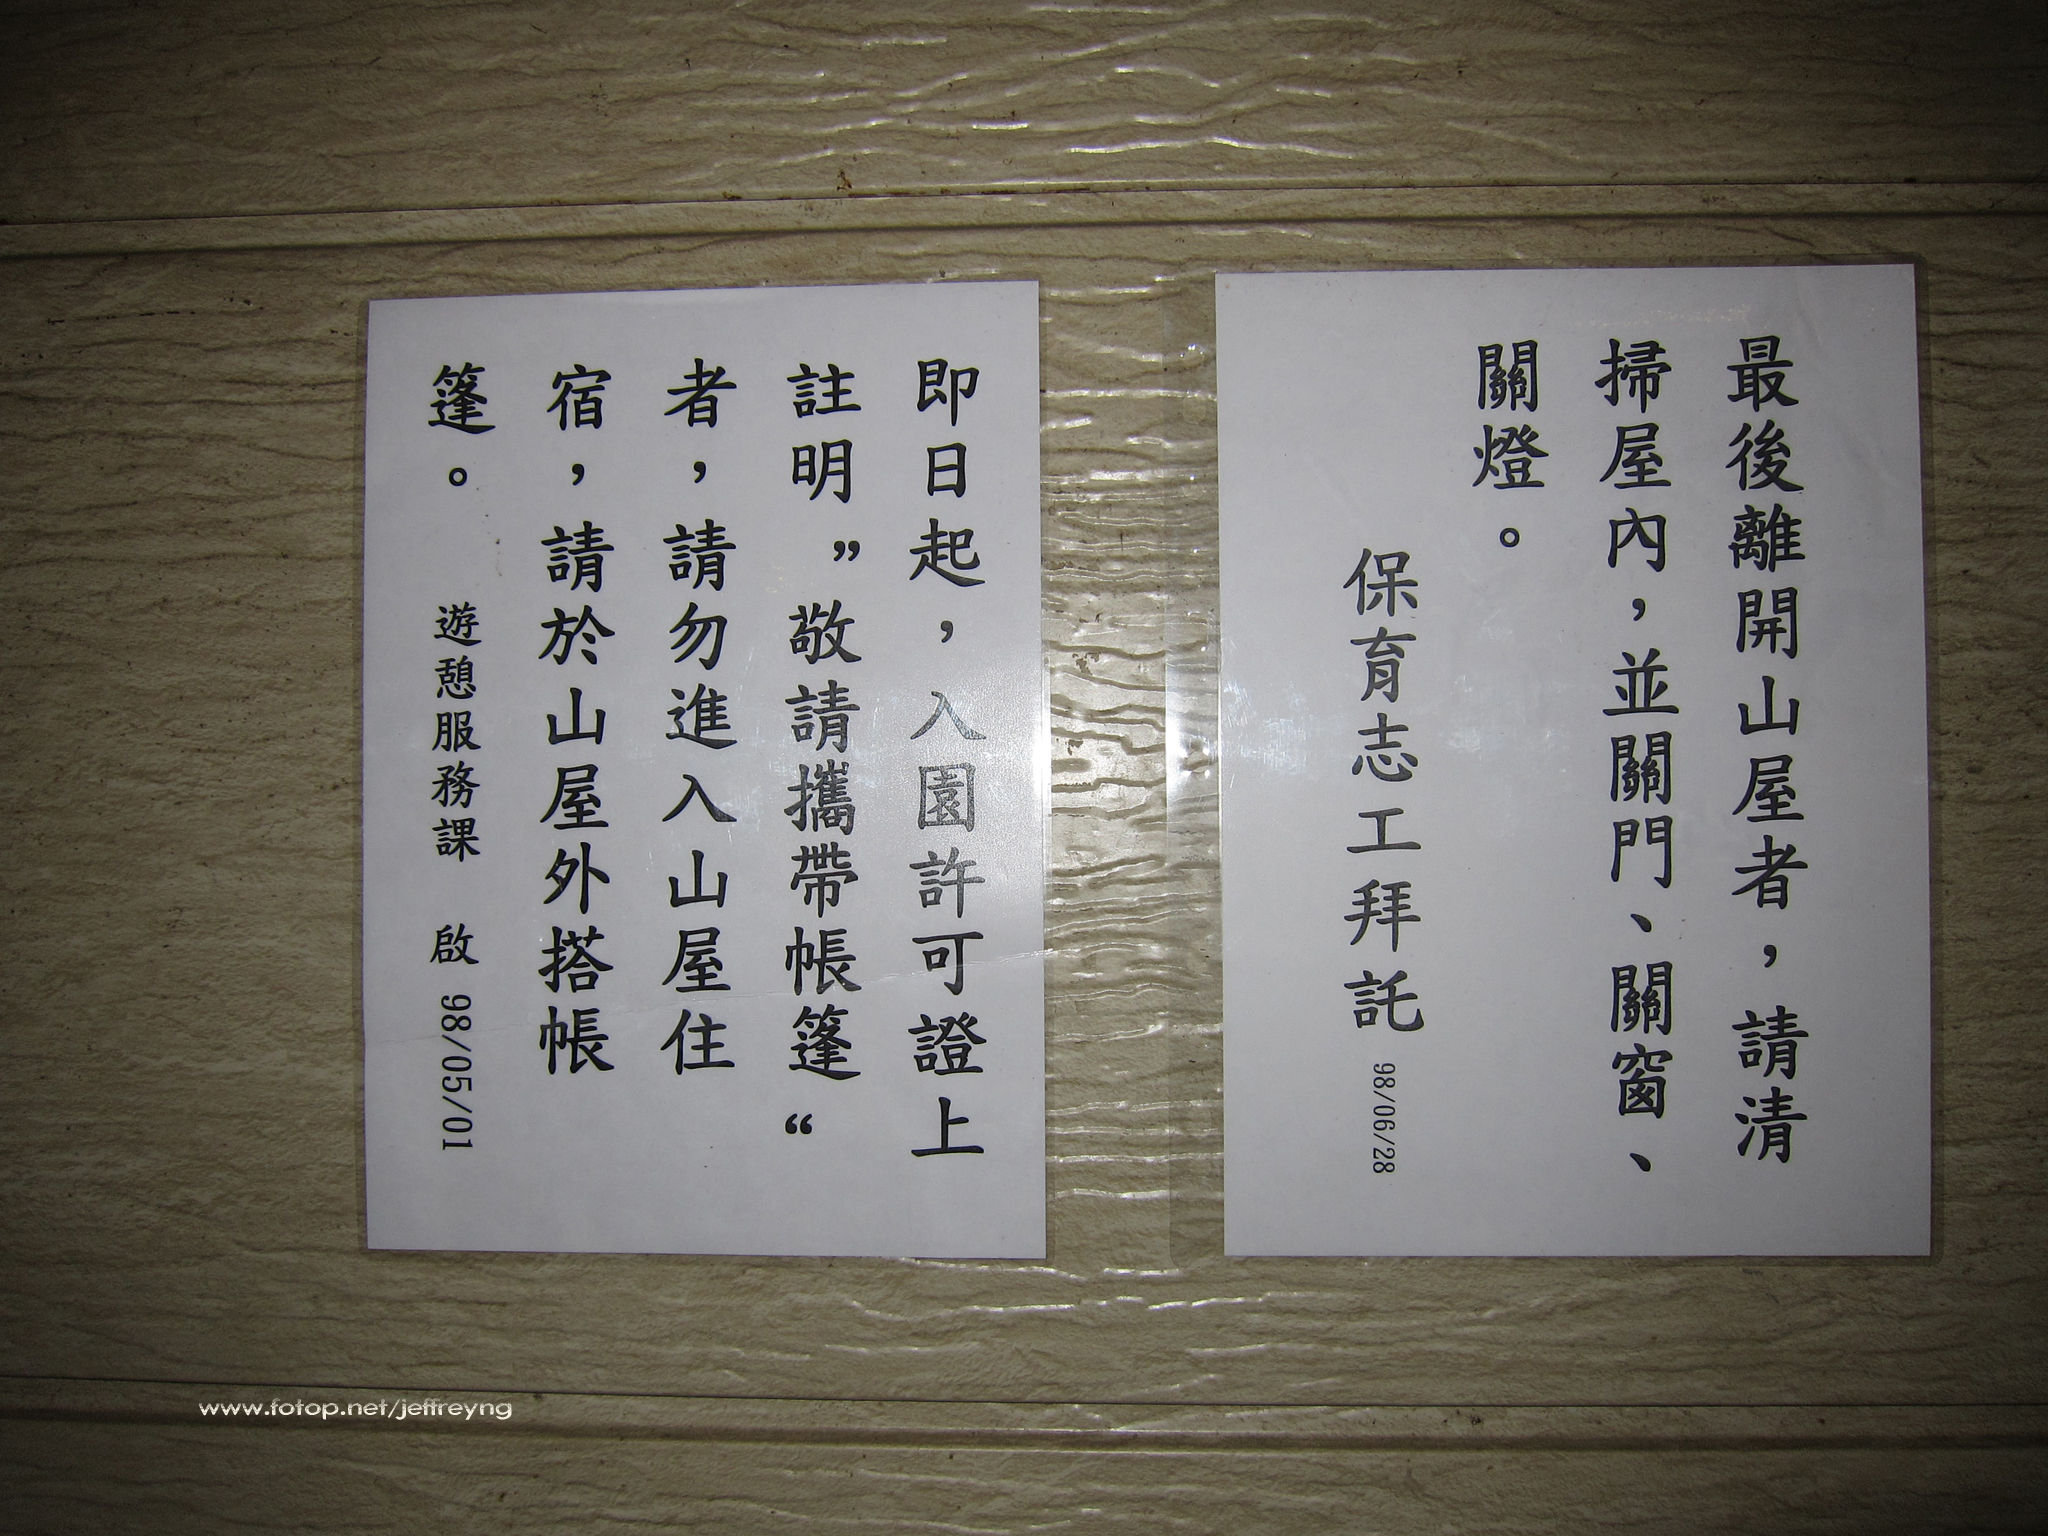 最後離開山屋者，請清
掃屋內，並關門、關窗、
關燈。
保育志工拜託 98/06/28
即日起，入園許可證上
註明”敬請攜帶帳篷“
者，請勿進入山屋住
宿，請於山屋外搭帳
篷。 遊憩服務課 啟 98/05/01
www.fotop.net/jeffreyng